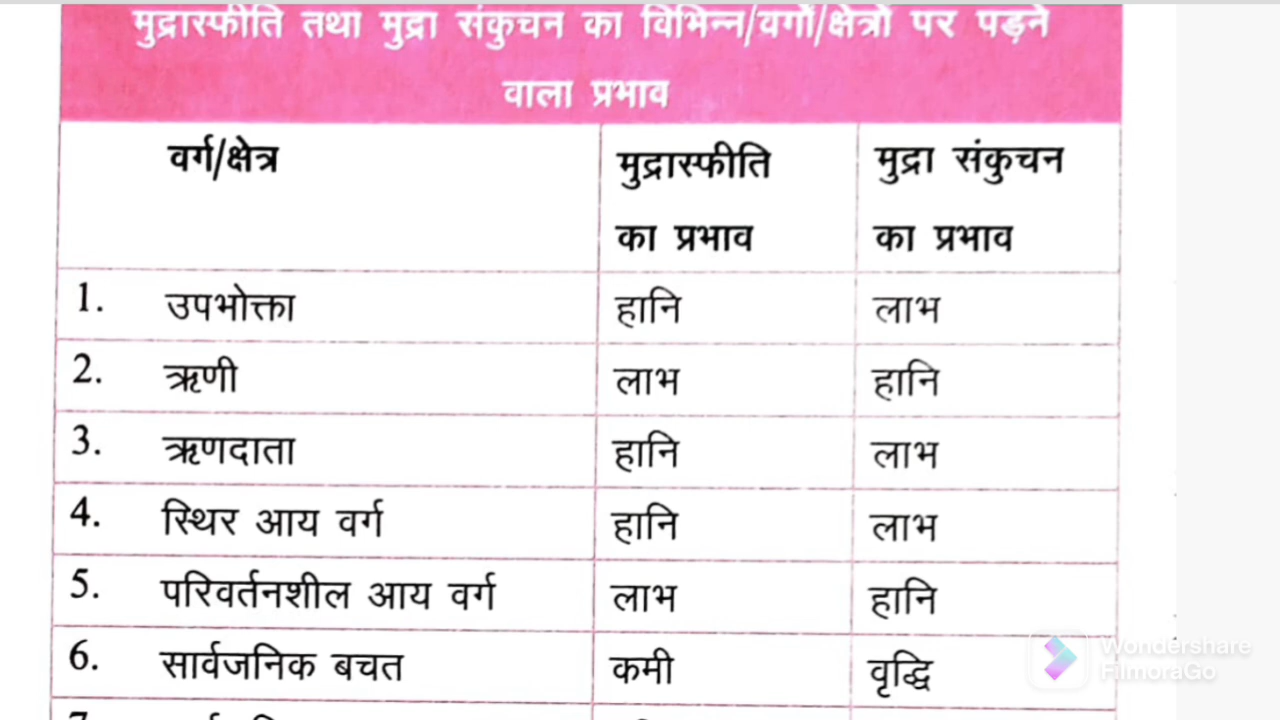 मुद्रास्फीति तथा मुद्रा संकुचन का विभिन्न/वर्गों/क्षेत्रों पर पड़ने
वाला प्रभाव
वर्ग/क्षेत्र मुद्रास्फीति का प्रभाव मुद्रा संकुचन का प्रभाव
1. उपभोक्ता हानि लाभ
2. ऋणी लाभ हानि
3. ऋणदाता हानि लाभ
4. स्थिर आय वर्ग हानि लाभ
5. परिवर्तनशील आय वर्ग लाभ हानि
6. सार्वजनिक बचत कमी वृद्धि
Wondershare
FilmoraGo